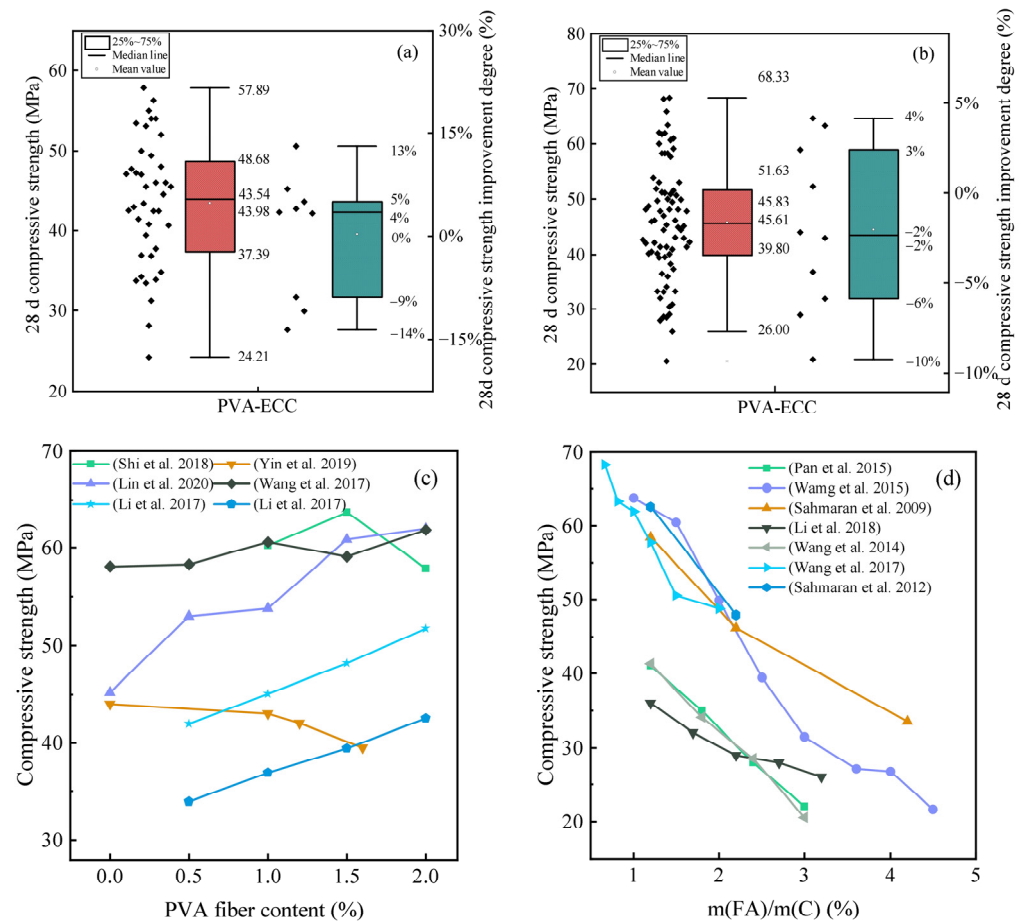 28 d compressive strength (MPa)
60
50
40
30
20
25%~75%
Median line
Mean value
(a)
57.89
48.68
43.54
43.98
37.39
24.21
13%
5%
4%
0%
−9%
−14%
30%
15%
0%
−15%
28d compressive strength improvement degree (%)
PVA-ECC
28 d compressive strength (MPa)
80
70
60
50
40
30
20
25%~75%
Median line
Mean value
(b)
68.33
51.63
45.83
45.61
39.80
26.00
4%
3%
−2%
−2%
−6%
−10%
5%
0%
−5%
−10%
28 d compressive strength improvement degree (%)
PVA-ECC
Compressive strength (MPa)
70
60
50
40
30
(Shi et al. 2018)
(Yin et al. 2019)
(Lin et al. 2020)
(Wang et al. 2017)
(Li et al. 2017)
(Li et al. 2017)
(c)
0.0 0.5 1.0 1.5 2.0
PVA fiber content (%)
Compressive strength (MPa)
70
60
50
40
30
20
(Pan et al. 2015)
(Wamg et al. 2015)
(Sahmaran et al. 2009)
(Li et al. 2018)
(Wang et al. 2014)
(Wang et al. 2017)
(Sahmaran et al. 2012)
(d)
1 2 3 4 5
m(FA)/m(C) (%)